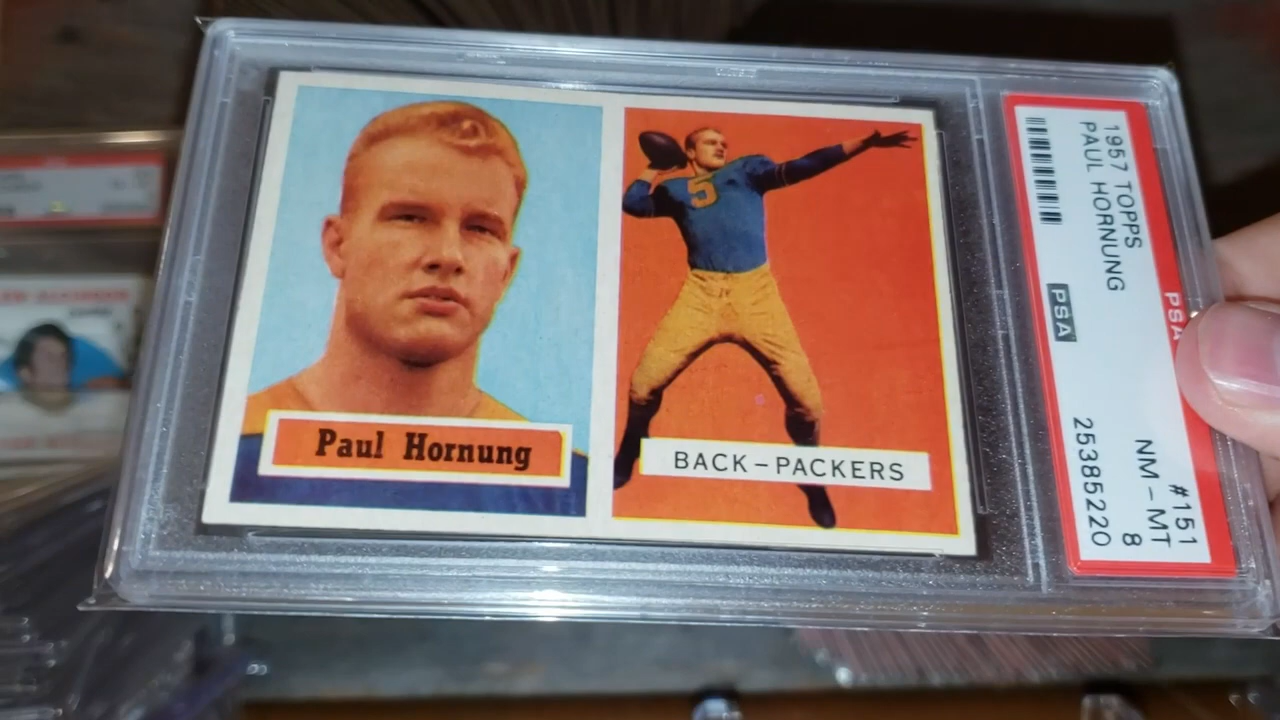 Paul Hornung
5
BACK-PACKERS
1957 TOPPS
PAUL HORNUNG
PSA
#151
NM-MT
8
25385220
PSA